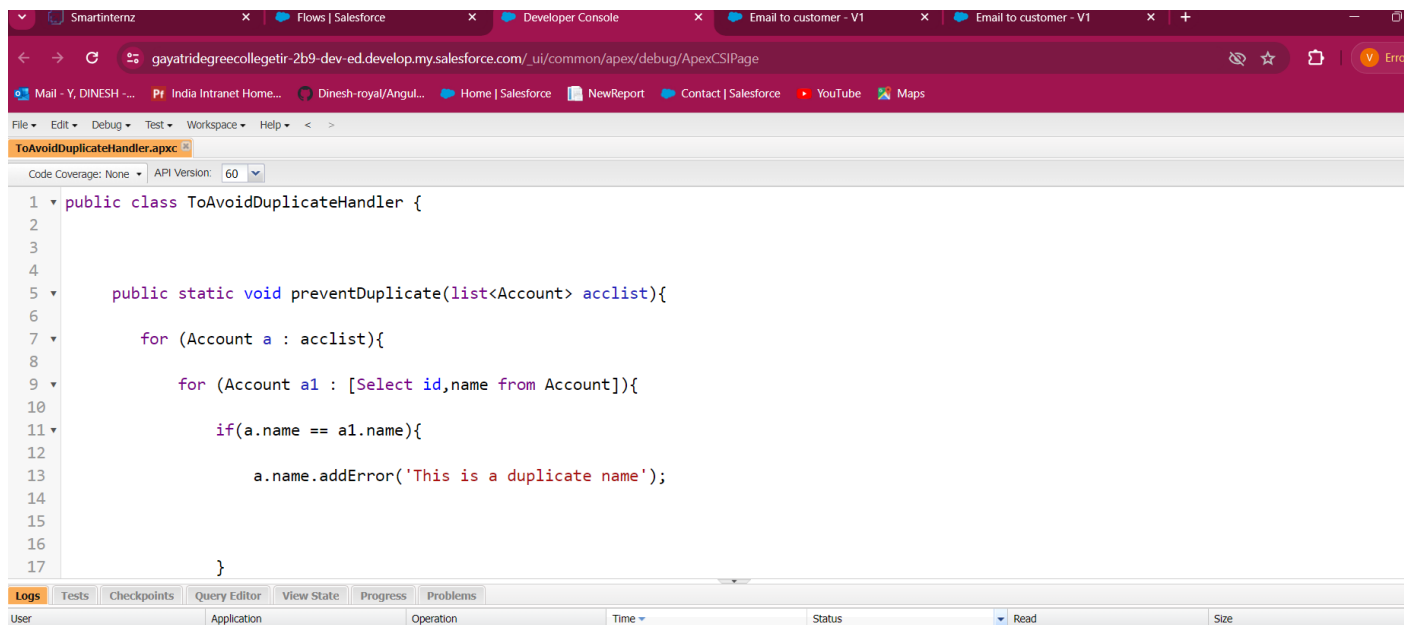 Smartinternz
Flows | Salesforce
Developer Console
Email to customer - V1
Email to customer - V1
gayatridegreecollegetir-2b9-dev-ed.develop.my.salesforce.com/_ui/common/apex/debug/ApexCSIPage
V Erro
Mail - Y, DINESH -... Pf India Intranet Home... Dinesh-royal/Angul... Home | Salesforce NewReport Contact | Salesforce YouTube Maps
File Edit Debug Test Workspace Help < >
ToAvoidDuplicateHandler.apxc
Code Coverage: None API Version: 60
1 public class ToAvoidDuplicateHandler {
2
3
4
5 public static void preventDuplicate(list<Account> acclist){
6
7 for (Account a : acclist){
8
9 for (Account a1 : [Select id,name from Account]){
10
11 if(a.name == a1.name){
12
13 a.name.addError('This is a duplicate name');
14
15
16
17 }
Logs Tests Checkpoints Query Editor View State Progress Problems
User Application Operation Time Status Read Size